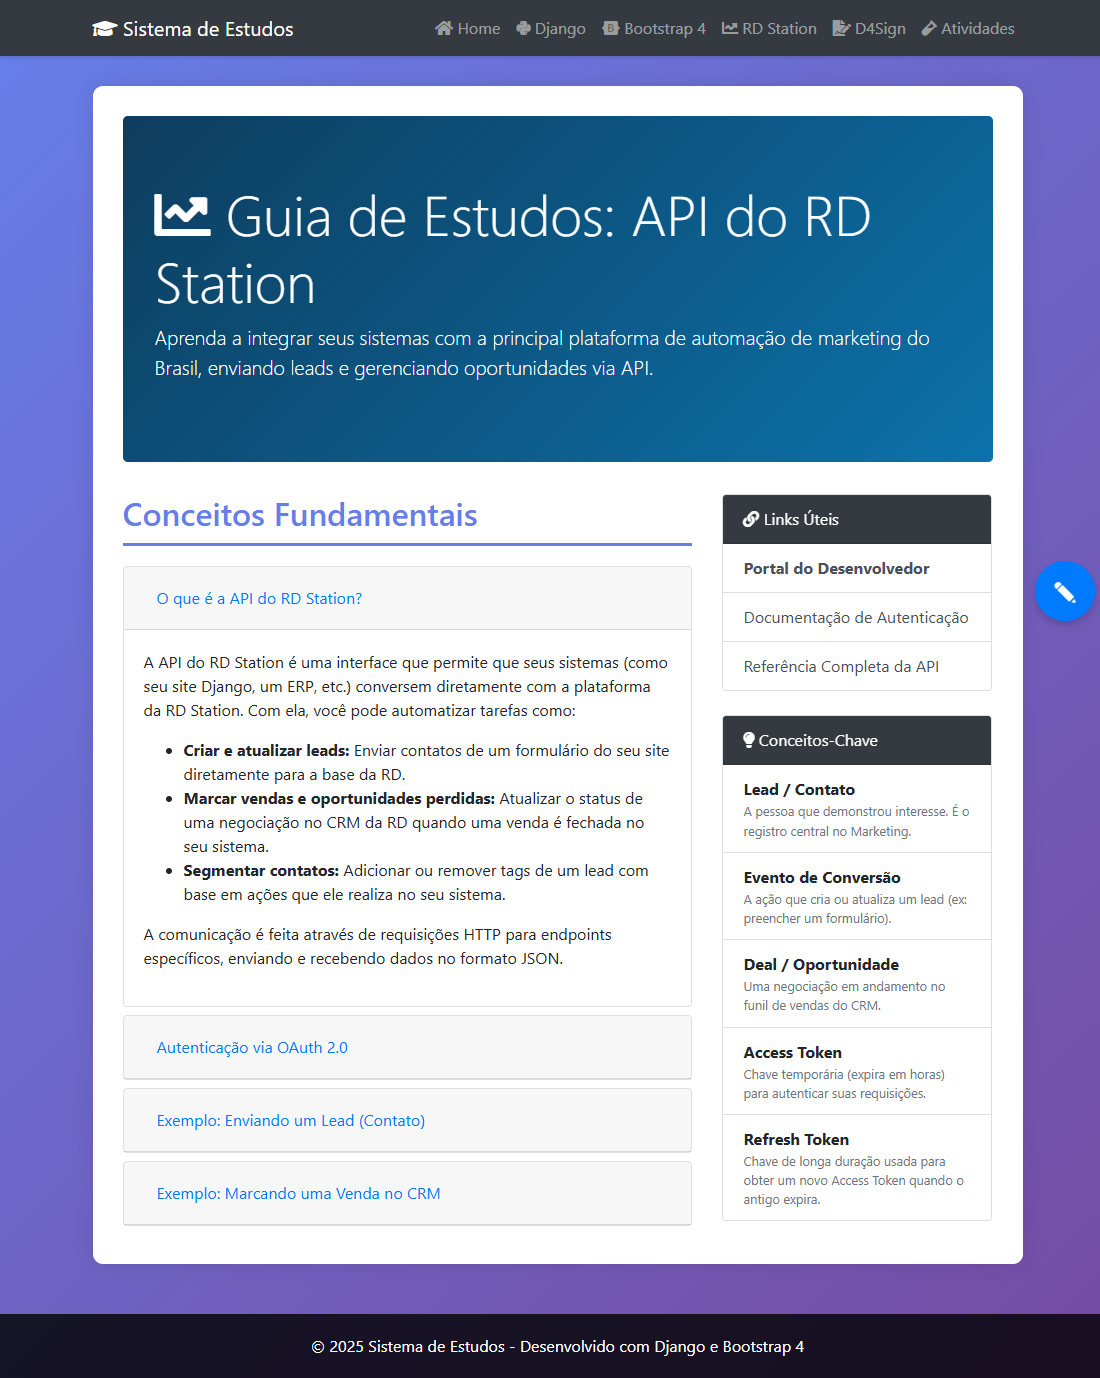 Sistema de Estudos
Home Django Bootstrap 4 RD Station D4Sign Atividades
Guia de Estudos: API do RD
Station
Aprenda a integrar seus sistemas com a principal plataforma de automação de marketing do
Brasil, enviando leads e gerenciando oportunidades via API.
Conceitos Fundamentais
O que é a API do RD Station?
A API do RD Station é uma interface que permite que seus sistemas (como
seu site Django, um ERP, etc.) conversem diretamente com a plataforma
da RD Station. Com ela, você pode automatizar tarefas como:
• Criar e atualizar leads: Enviar contatos de um formulário do seu site
diretamente para a base da RD.
• Marcar vendas e oportunidades perdidas: Atualizar o status de
uma negociação no CRM da RD quando uma venda é fechada no
seu sistema.
• Segmentar contatos: Adicionar ou remover tags de um lead com
base em ações que ele realiza no seu sistema.
A comunicação é feita através de requisições HTTP para endpoints
específicos, enviando e recebendo dados no formato JSON.
Autenticação via OAuth 2.0
Exemplo: Enviando um Lead (Contato)
Exemplo: Marcando uma Venda no CRM
Links Úteis
Portal do Desenvolvedor
Documentação de Autenticação
Referência Completa da API
Conceitos-Chave
Lead / Contato
A pessoa que demonstrou interesse. É o
registro central no Marketing.
Evento de Conversão
A ação que cria ou atualiza um lead (ex:
preencher um formulário).
Deal / Oportunidade
Uma negociação em andamento no
funil de vendas do CRM.
Access Token
Chave temporária (expira em horas)
para autenticar suas requisições.
Refresh Token
Chave de longa duração usada para
obter um novo Access Token quando o
antigo expira.
© 2025 Sistema de Estudos - Desenvolvido com Django e Bootstrap 4